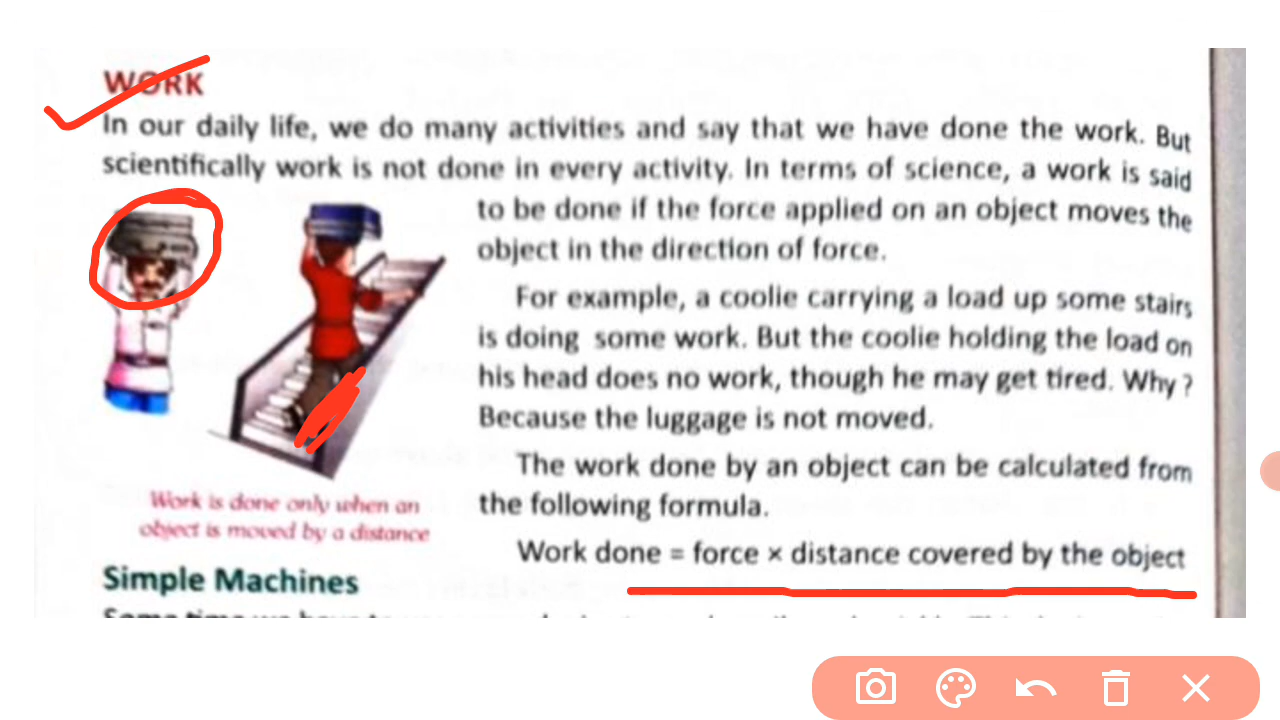 WORK
In our daily life, we do many activities and say that we have done the work. But
scientifically work is not done in every activity. In terms of science, a work is said
to be done if the force applied on an object moves the
object in the direction of force.
For example, a coolie carrying a load up some stairs
is doing some work. But the coolie holding the load on
his head does no work, though he may get tired. Why ?
Because the luggage is not moved.
The work done by an object can be calculated from
the following formula.
Work done = force × distance covered by the object
Work is done only when an
object is moved by a distance
Simple Machines